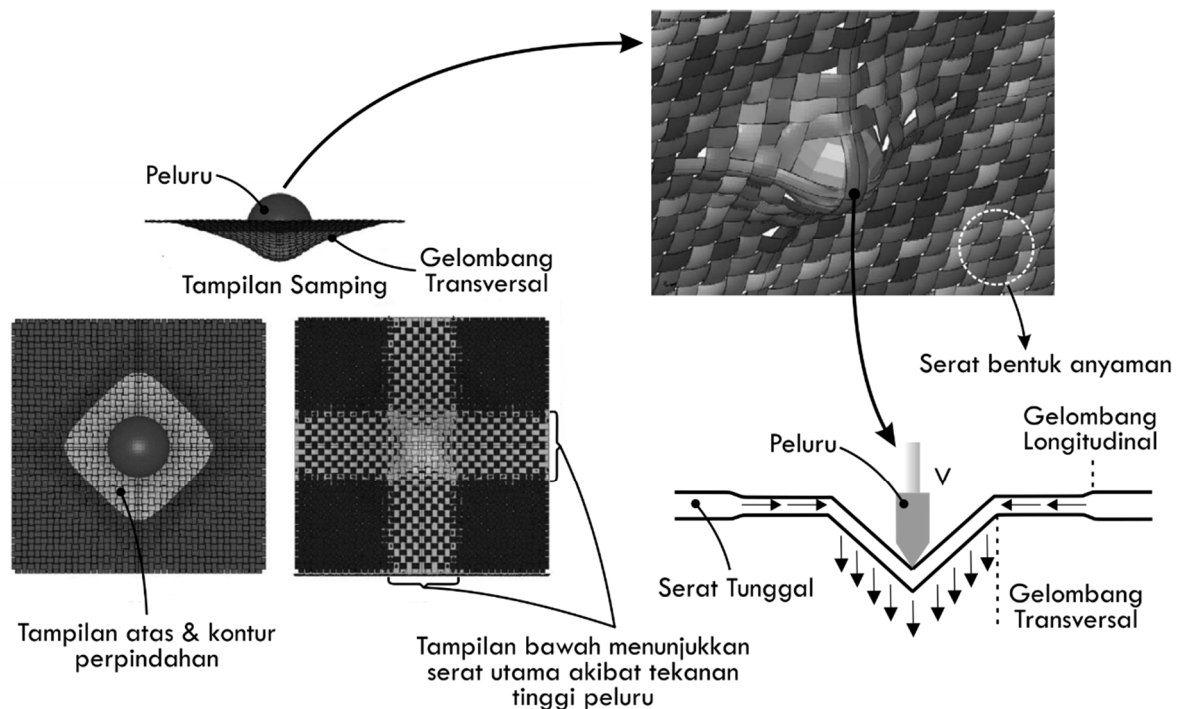 Peluru
Gelombang
Transversal
Tampilan Samping
Serat bentuk anyaman
Gelombang
Longitudinal
Peluru
V
Serat Tunggal
Gelombang
Transversal
Tampilan atas & kontur
perpindahan
Tampilan bawah menunjukkan
serat utama akibat tekanan
tinggi peluru